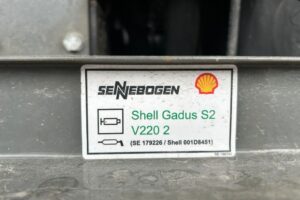 SENNEBOGEN
Shell Gadus S2
V220 2
(SE 179226 / Shell 001D8451)